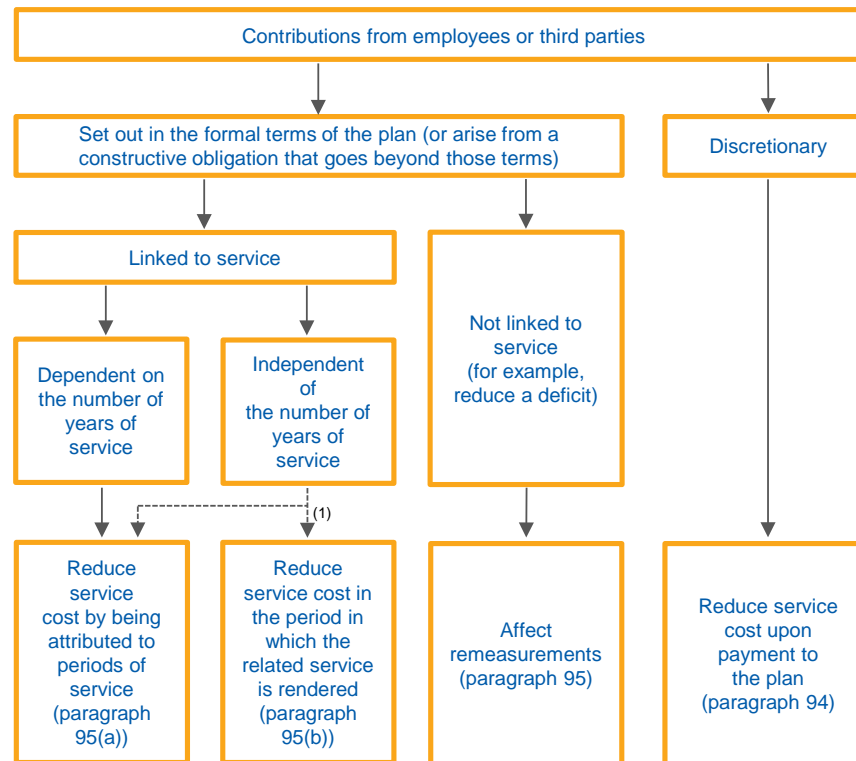 Contributions from employees or third parties
Set out in the formal terms of the plan (or arise from a
constructive obligation that goes beyond those terms)
Discretionary
Linked to service
Not linked to
service
(for example,
reduce a deficit)
Dependent on
the number of
years of
service
Independent
of
the number of
years of
service
(1)
Reduce
service
cost by being
attributed to
periods of
service
(paragraph
95(a))
Reduce
service cost in
the period in
which the
related service
is rendered
(paragraph
95(b))
Affect
remeasurements
(paragraph 95)
Reduce service
cost upon
payment to
the plan
(paragraph 94)